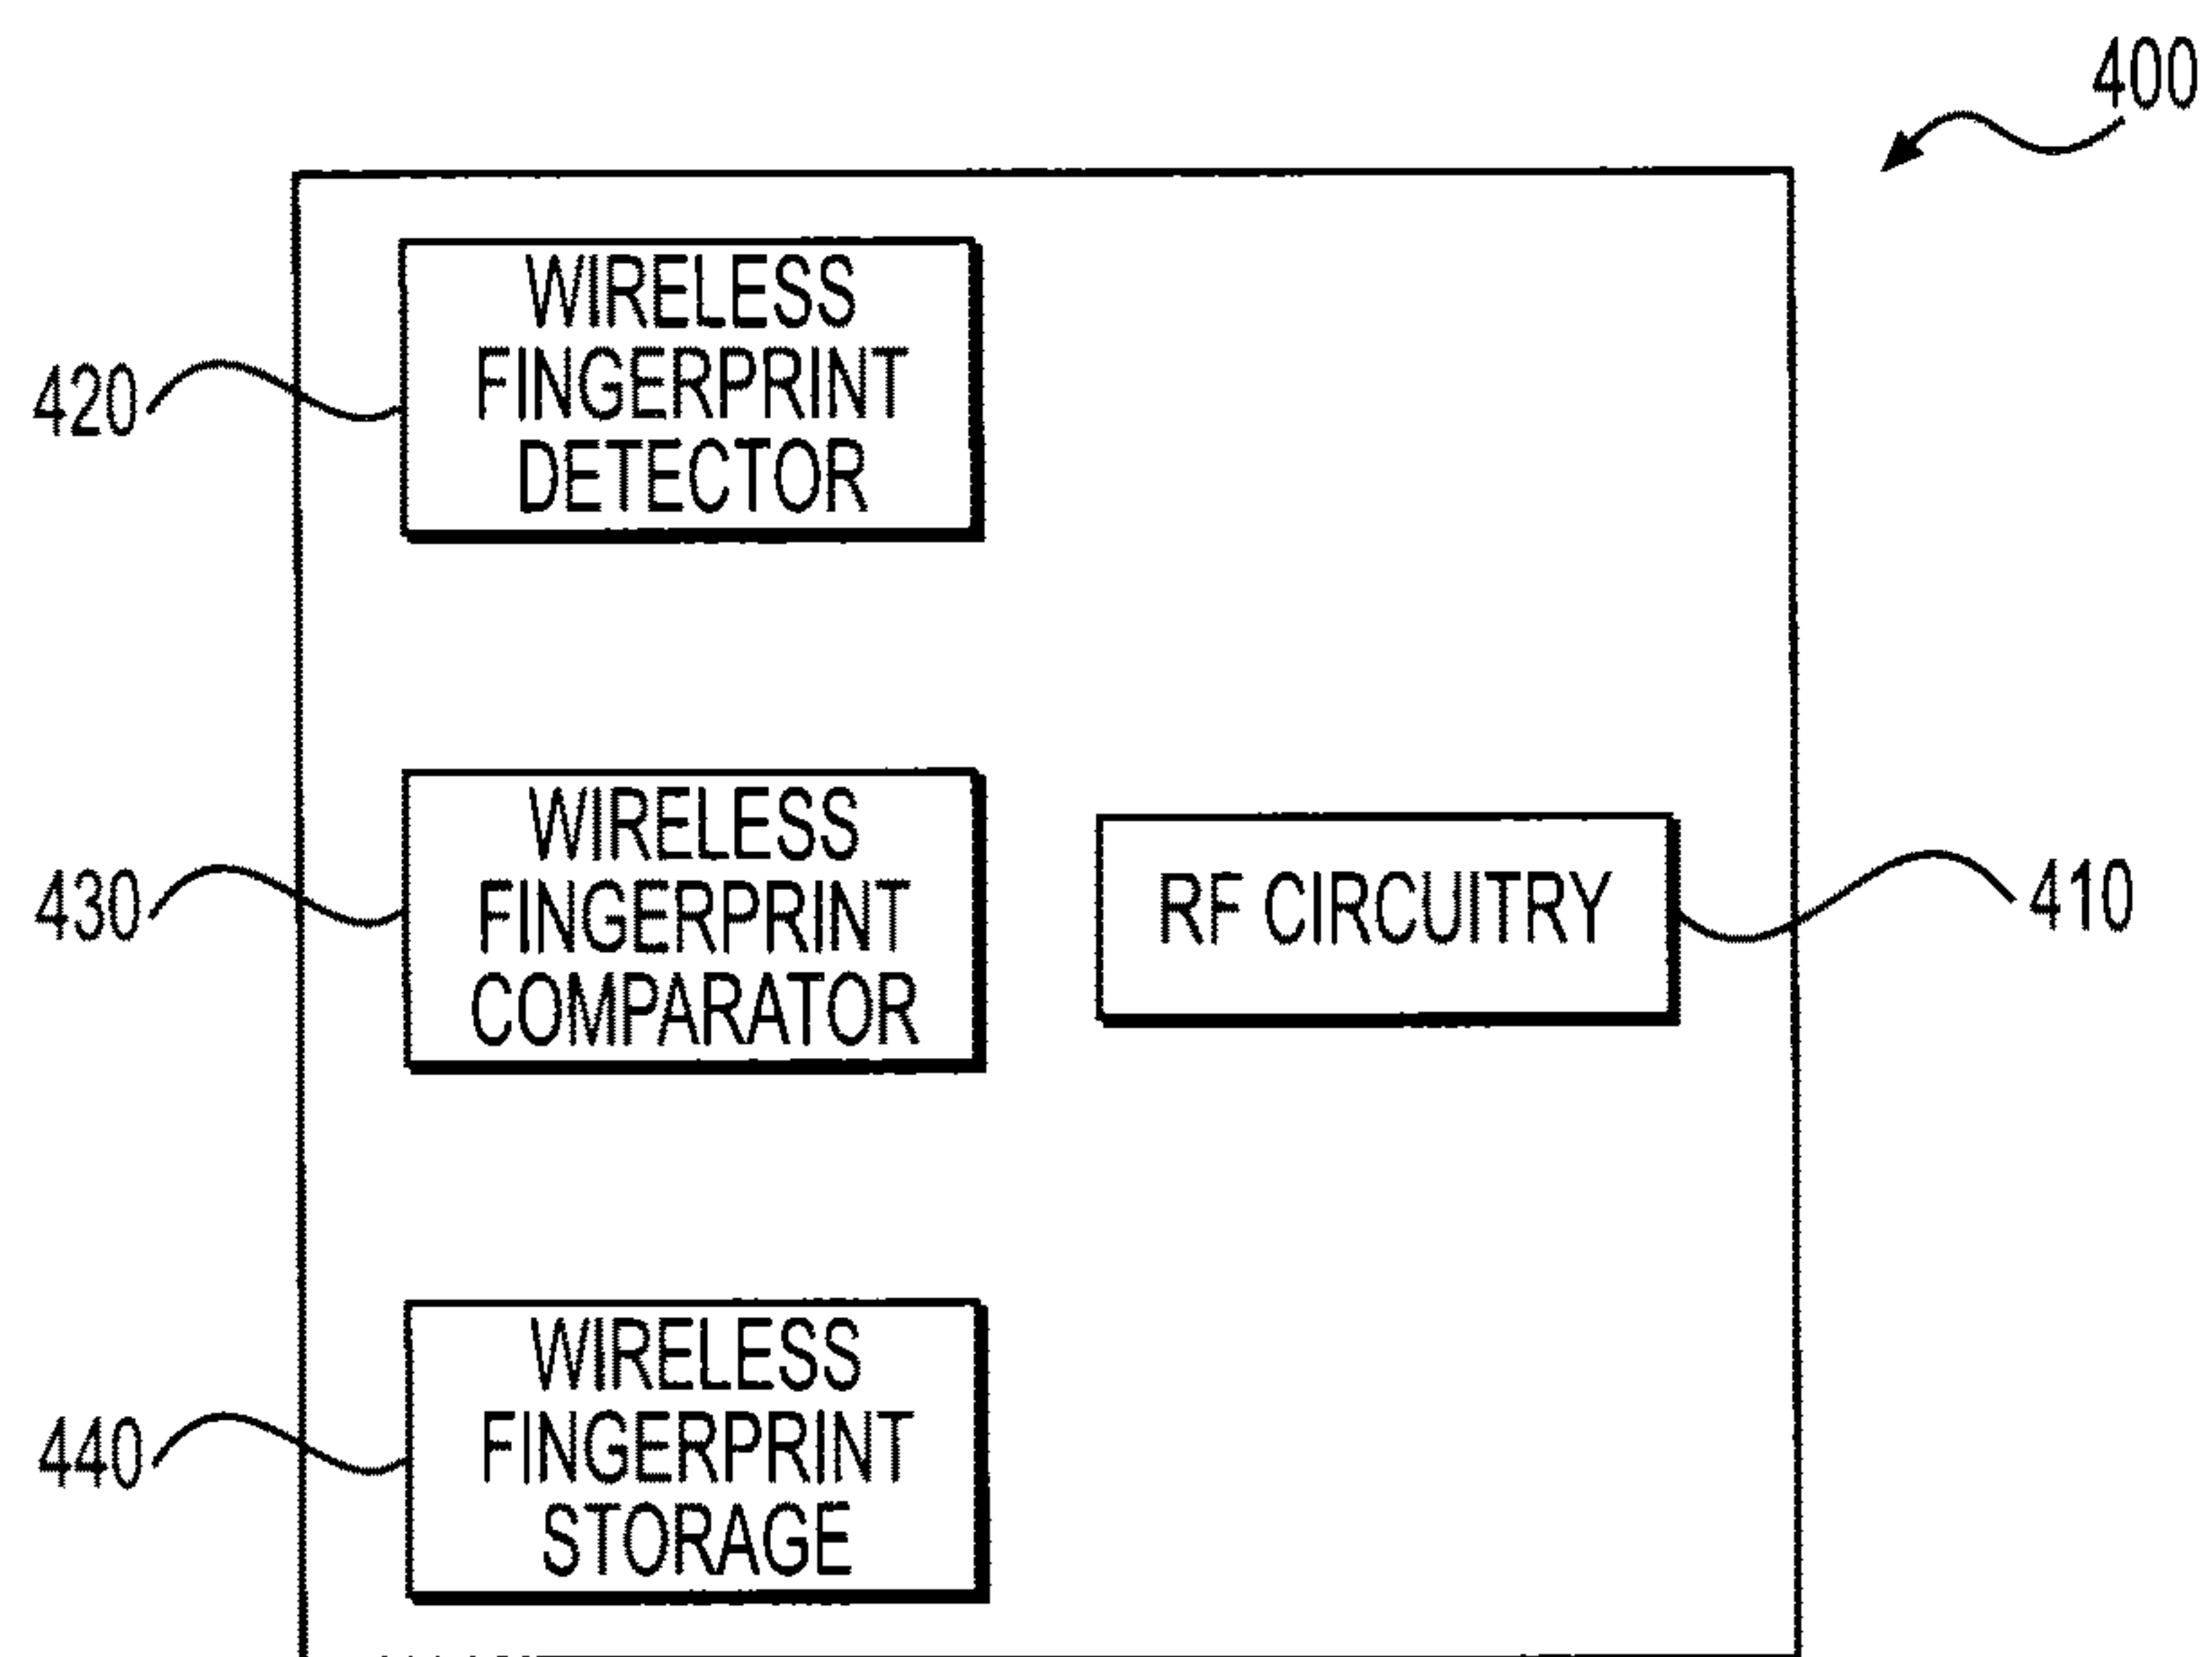 400
WIRELESS
FINGERPRINT
DETECTOR
420
WIRELESS
FINGERPRINT
COMPARATOR
430
RF CIRCUITRY
410
WIRELESS
FINGERPRINT
STORAGE
440